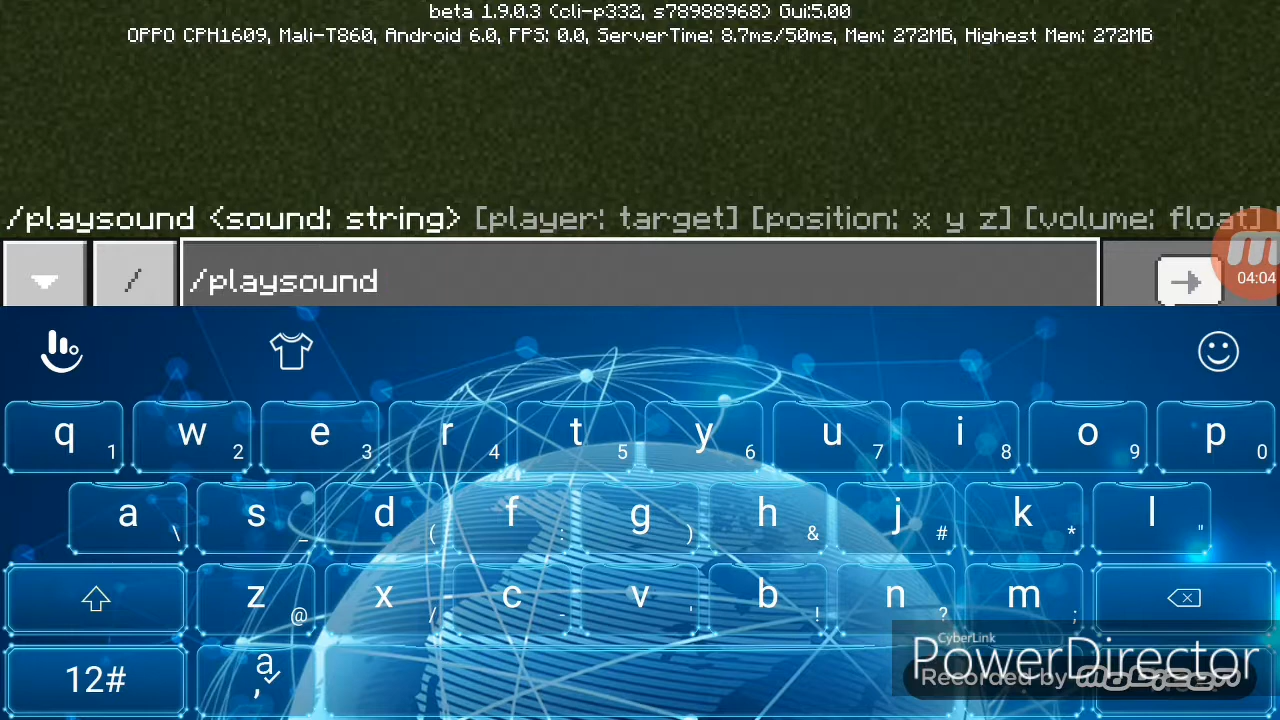 beta 1.9.0.3 (cli-p332, s78988968) Gui:5.00
OPPO CPH1609, Mali-T860, Android 6.0, FPS: 0.0, ServerTime: 8.7ms/50ms, Mem: 272MB, Highest Mem: 272MB
/playsound <sound: string> [player: target] [position: x y z] [volume: float]
/ /playsound
04:04
q 1 w 2 e 3 r 4 t 5 y 6 u 7 i 8 o 9 p 0
a \ s _ d ( f : g ) h & j # k * l "
z @ x / c - v ' b ! n ? m ;
12# a ,
CyberLink
PowerDirector
Recorded by